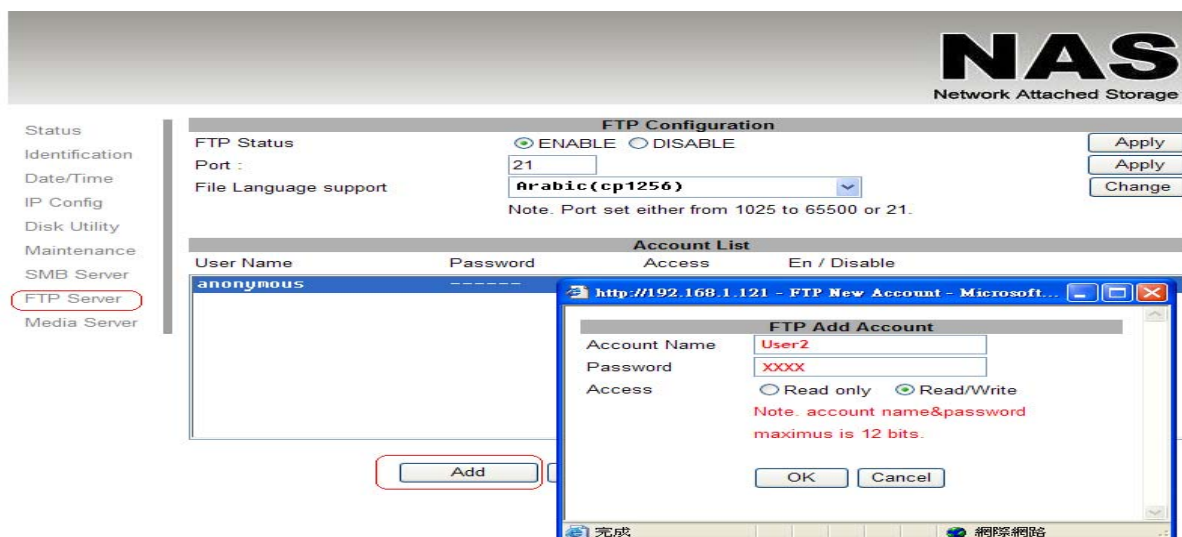 NAS
Network Attached Storage
Status
Identification
Date/Time
IP Config
Disk Utility
Maintenance
SMB Server
FTP Server
Media Server
FTP Configuration
FTP Status ENABLE DISABLE Apply
Port : 21 Apply
File Language support Arabic(cp1256) Change
Note. Port set either from 1025 to 65500 or 21.
Account List
User Name Password Access En / Disable
anonymous ------
Add
http://192.168.1.121 - FTP New Account - Microsoft...
FTP Add Account
Account Name User2
Password XXXX
Access Read only Read/Write
Note. account name&password
maximus is 12 bits.
OK Cancel
完成 網際網路